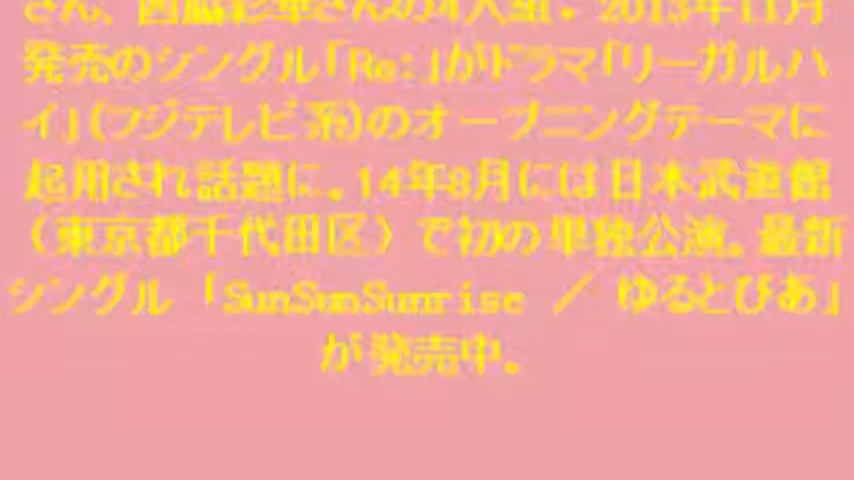 さん、西脇彩華さんの4人組。2013年11月
発売のシングル「Re:」がドラマ「リーガルハ
イ」(フジテレビ系)のオープニングテーマに
起用され話題に。14年8月には日本武道館
（東京都千代田区）で初の単独公演。最新
シングル「SunSunSunrise ／ ゆるとぴあ」
が発売中。